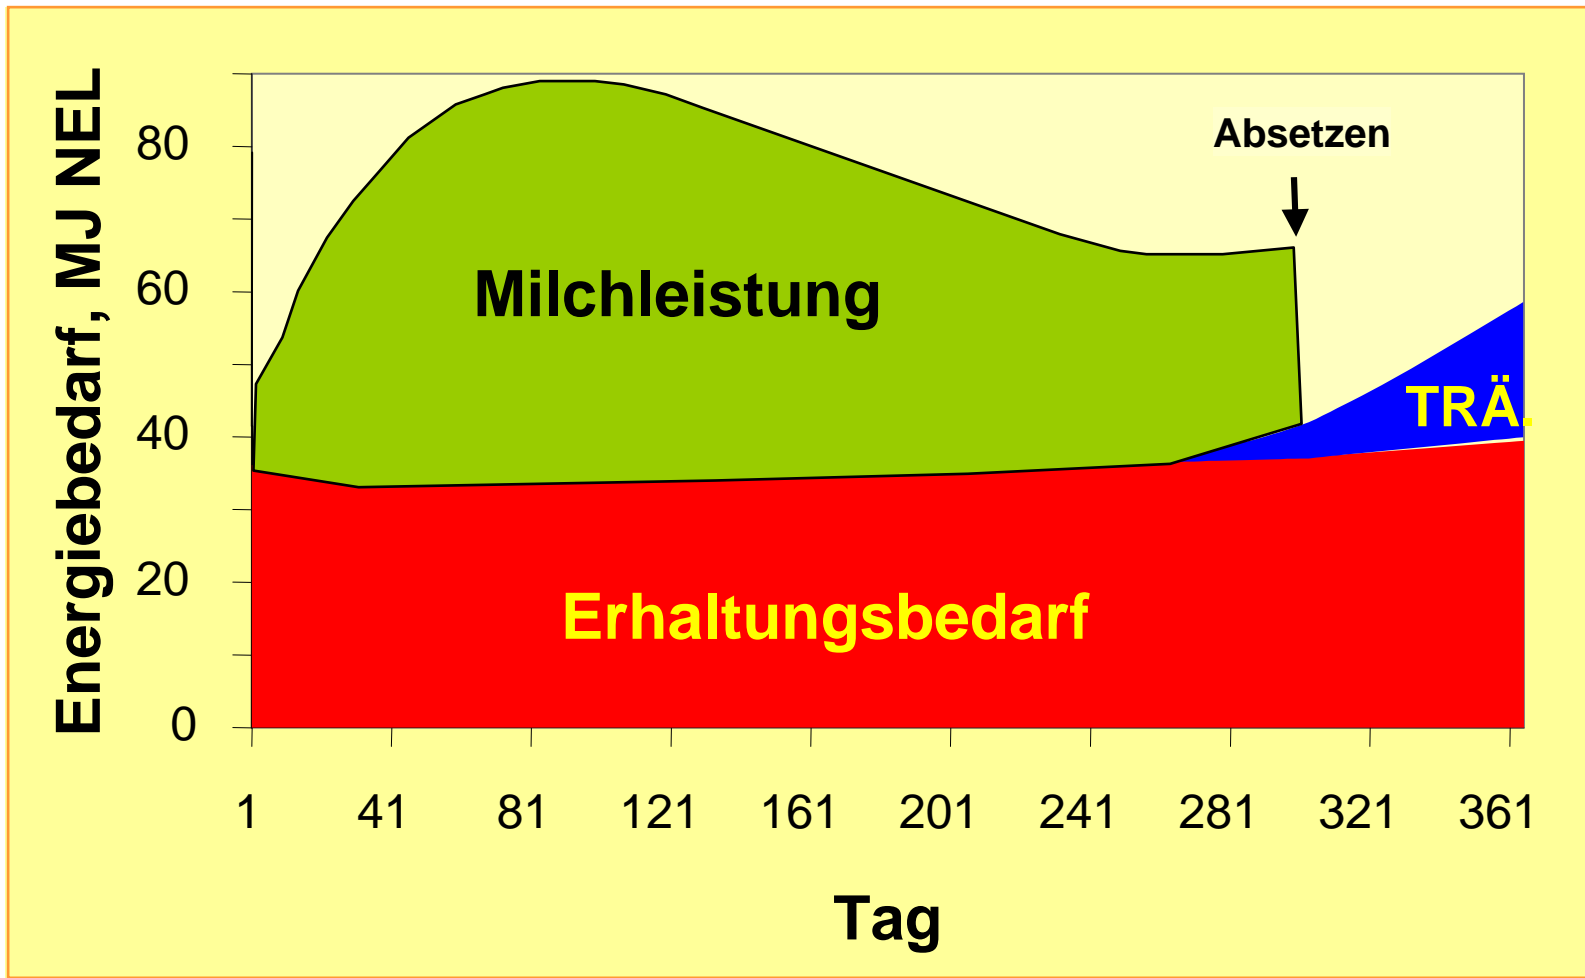 Energiebedarf, MJ NEL
80
60
40
20
0
Absetzen
Milchleistung
TRÄ.
Erhaltungsbedarf
1 41 81 121 161 201 241 281 321 361
Tag